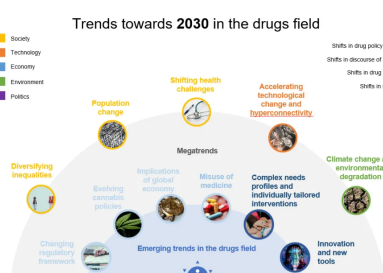 Trends towards 2030 in the drugs field
Society
Technology
Economy
Environment
Politics
Shifts in drug policy
Shifts in discourse of
Shifts in drug
Shifts in
Shifting health
challenges
Accelerating
technological
change and
hyperconnectivity
Population
change
Megatrends
Diversifying
inequalities
Implications
of global
economy
Misuse of
medicine
Complex needs
profiles and
individually tailored
interventions
Climate change a
environmenta
degradation
Evolving
cannabis
policies
Changing
regulatory
framework
Emerging trends in the drugs field
Innovation
and new
tools